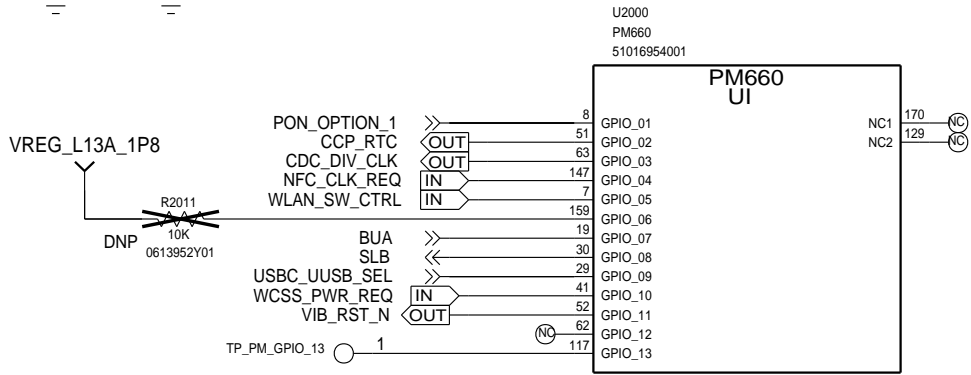 U2000
PM660
51016954001
PM660
UI
PON_OPTION_1 8 GPIO_01 NC1 170 NC
CCP_RTC OUT 51 GPIO_02 NC2 129 NC
CDC_DIV_CLK OUT 63 GPIO_03
VREG_L13A_1P8
NFC_CLK_REQ IN 147 GPIO_04
WLAN_SW_CTRL IN 7 GPIO_05
R2011
159 GPIO_06
10K
DNP
0613952Y01
BUA 19 GPIO_07
SLB 30 GPIO_08
USBC_UUSB_SEL 29 GPIO_09
WCSS_PWR_REQ IN 41 GPIO_10
VIB_RST_N OUT 52 GPIO_11
NC 62 GPIO_12
TP_PM_GPIO_13 1 117 GPIO_13